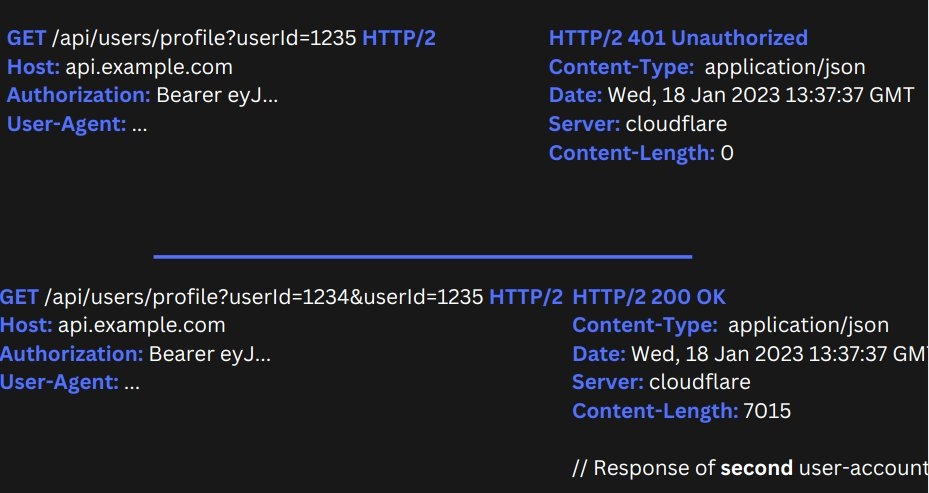 GET /api/users/profile?userId=1235 HTTP/2
Host: api.example.com
Authorization: Bearer eyJ...
User-Agent: ...
HTTP/2 401 Unauthorized
Content-Type: application/json
Date: Wed, 18 Jan 2023 13:37:37 GMT
Server: cloudflare
Content-Length: 0
GET /api/users/profile?userId=1234&userId=1235 HTTP/2
Host: api.example.com
Authorization: Bearer eyJ...
User-Agent: ...
HTTP/2 200 OK
Content-Type: application/json
Date: Wed, 18 Jan 2023 13:37:37 GMT
Server: cloudflare
Content-Length: 7015
// Response of second user-account